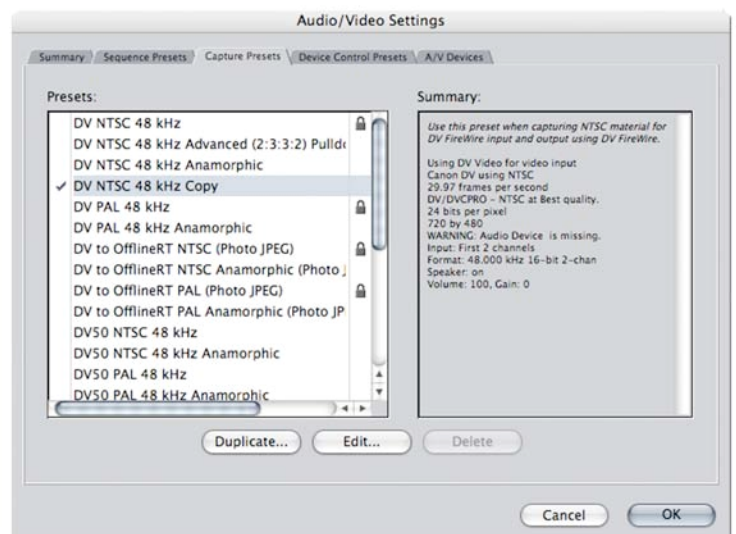 Audio/Video Settings
Summary
Sequence Presets
Capture Presets
Device Control Presets
A/V Devices
Presets:
DV NTSC 48 kHz
DV NTSC 48 kHz Advanced (2:3:3:2) Pulld
DV NTSC 48 kHz Anamorphic
DV NTSC 48 kHz Copy
DV PAL 48 kHz
DV PAL 48 kHz Anamorphic
DV to OfflineRT NTSC (Photo JPEG)
DV to OfflineRT NTSC Anamorphic (Photo J
DV to OfflineRT PAL (Photo JPEG)
DV to OfflineRT PAL Anamorphic (Photo JP
DV50 NTSC 48 kHz
DV50 NTSC 48 kHz Anamorphic
DV50 PAL 48 kHz
DV50 PAL 48 kHz Anamorphic
Summary:
Use this preset when capturing NTSC material for
DV FireWire input and output using DV FireWire.
Using DV Video for video input
Canon DV using NTSC
29.97 frames per second
DV/DVCPRO - NTSC at Best quality.
24 bits per pixel
720 by 480
WARNING: Audio Device is missing.
Input: First 2 channels
Format: 48.000 kHz 16-bit 2-chan
Speaker: on
Volume: 100, Gain: 0
Duplicate...
Edit...
Delete
Cancel
OK